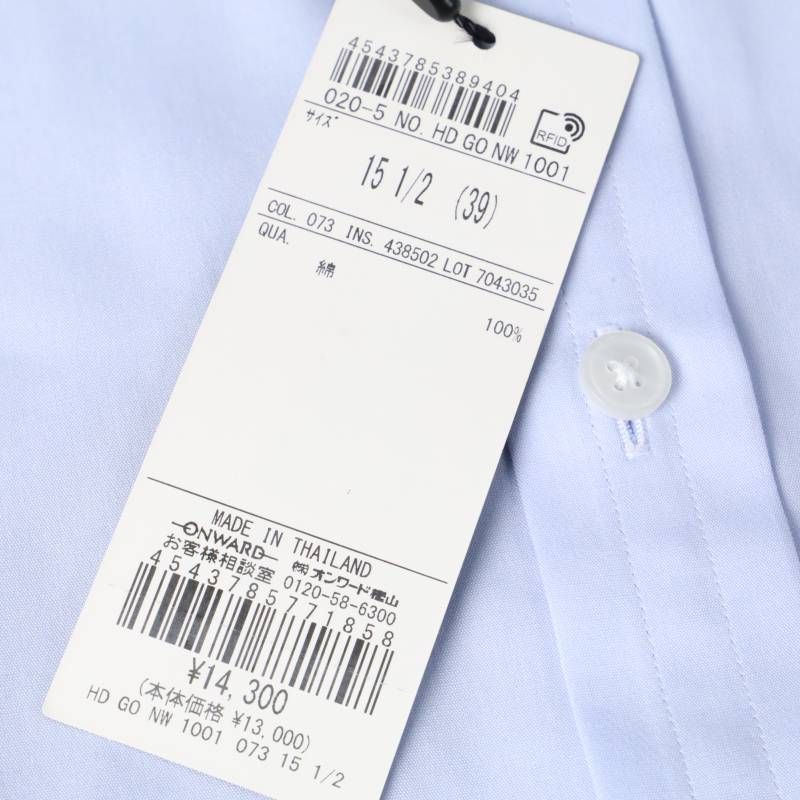 4543785389404
020-5 NO. HD GO NW 1001
RFID
サイズ
15 1/2 (39)
COL. 073 INS. 438502 LOT 7043035
QUA.
綿
100%
MADE IN THAILAND
ONWARD ㈱オンワード樫山
お客様相談室 0120-58-6300
4543785771858
¥14,300
(本体価格 ¥13,000)
HD GO NW 1001 073 15 1/2